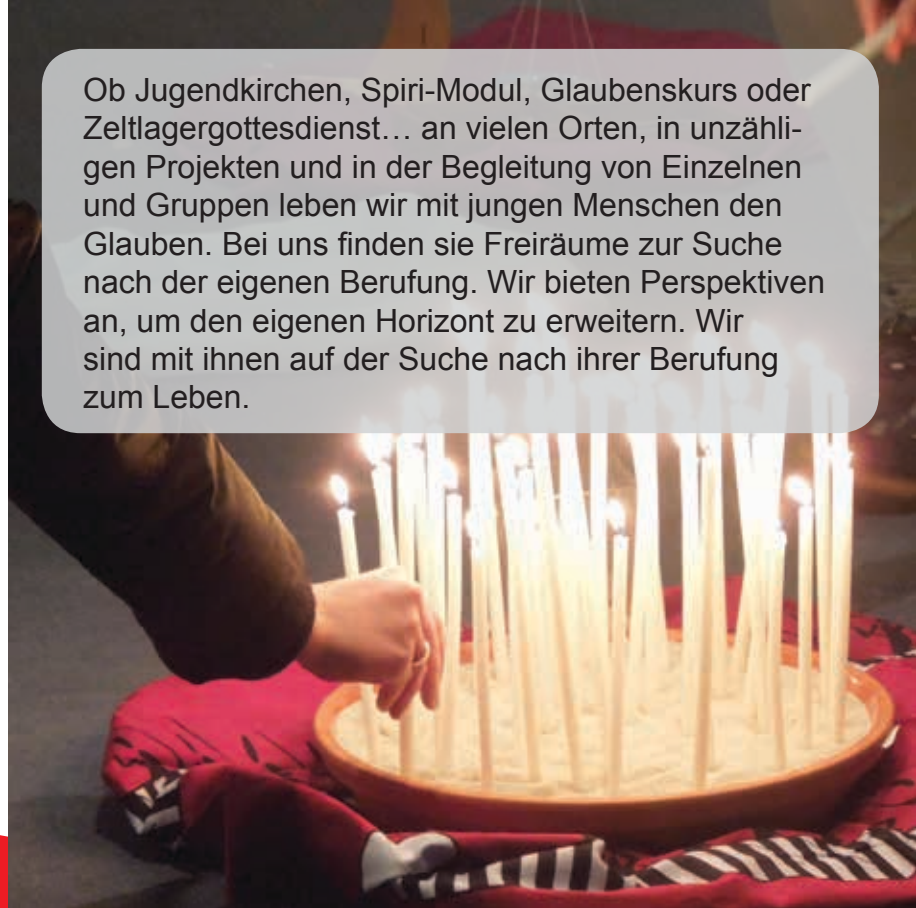 Ob Jugendkirchen, Spiri-Modul, Glaubenskurs oder
Zeltlagergottesdienst… an vielen Orten, in unzähli-
gen Projekten und in der Begleitung von Einzelnen
und Gruppen leben wir mit jungen Menschen den
Glauben. Bei uns finden sie Freiräume zur Suche
nach der eigenen Berufung. Wir bieten Perspektiven
an, um den eigenen Horizont zu erweitern. Wir
sind mit ihnen auf der Suche nach ihrer Berufung
zum Leben.